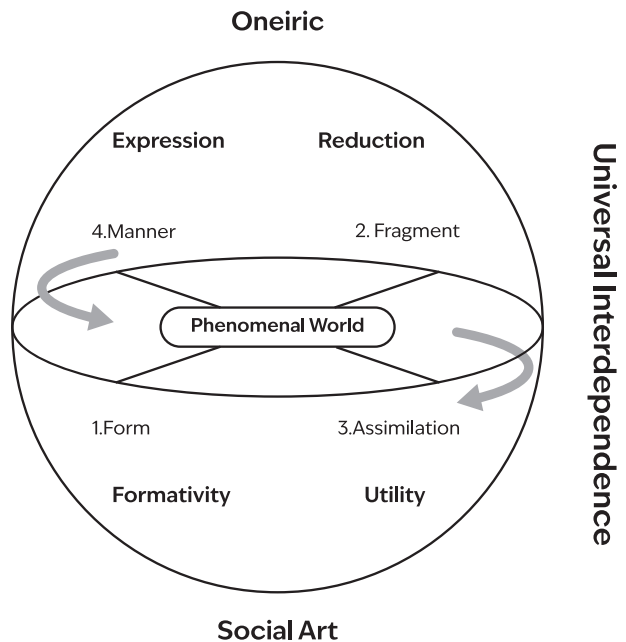 Oneiric
Expression
Reduction
4.Manner
2. Fragment
Phenomenal World
1.Form
3.Assimilation
Formativity
Utility
Social Art
Universal Interdependence